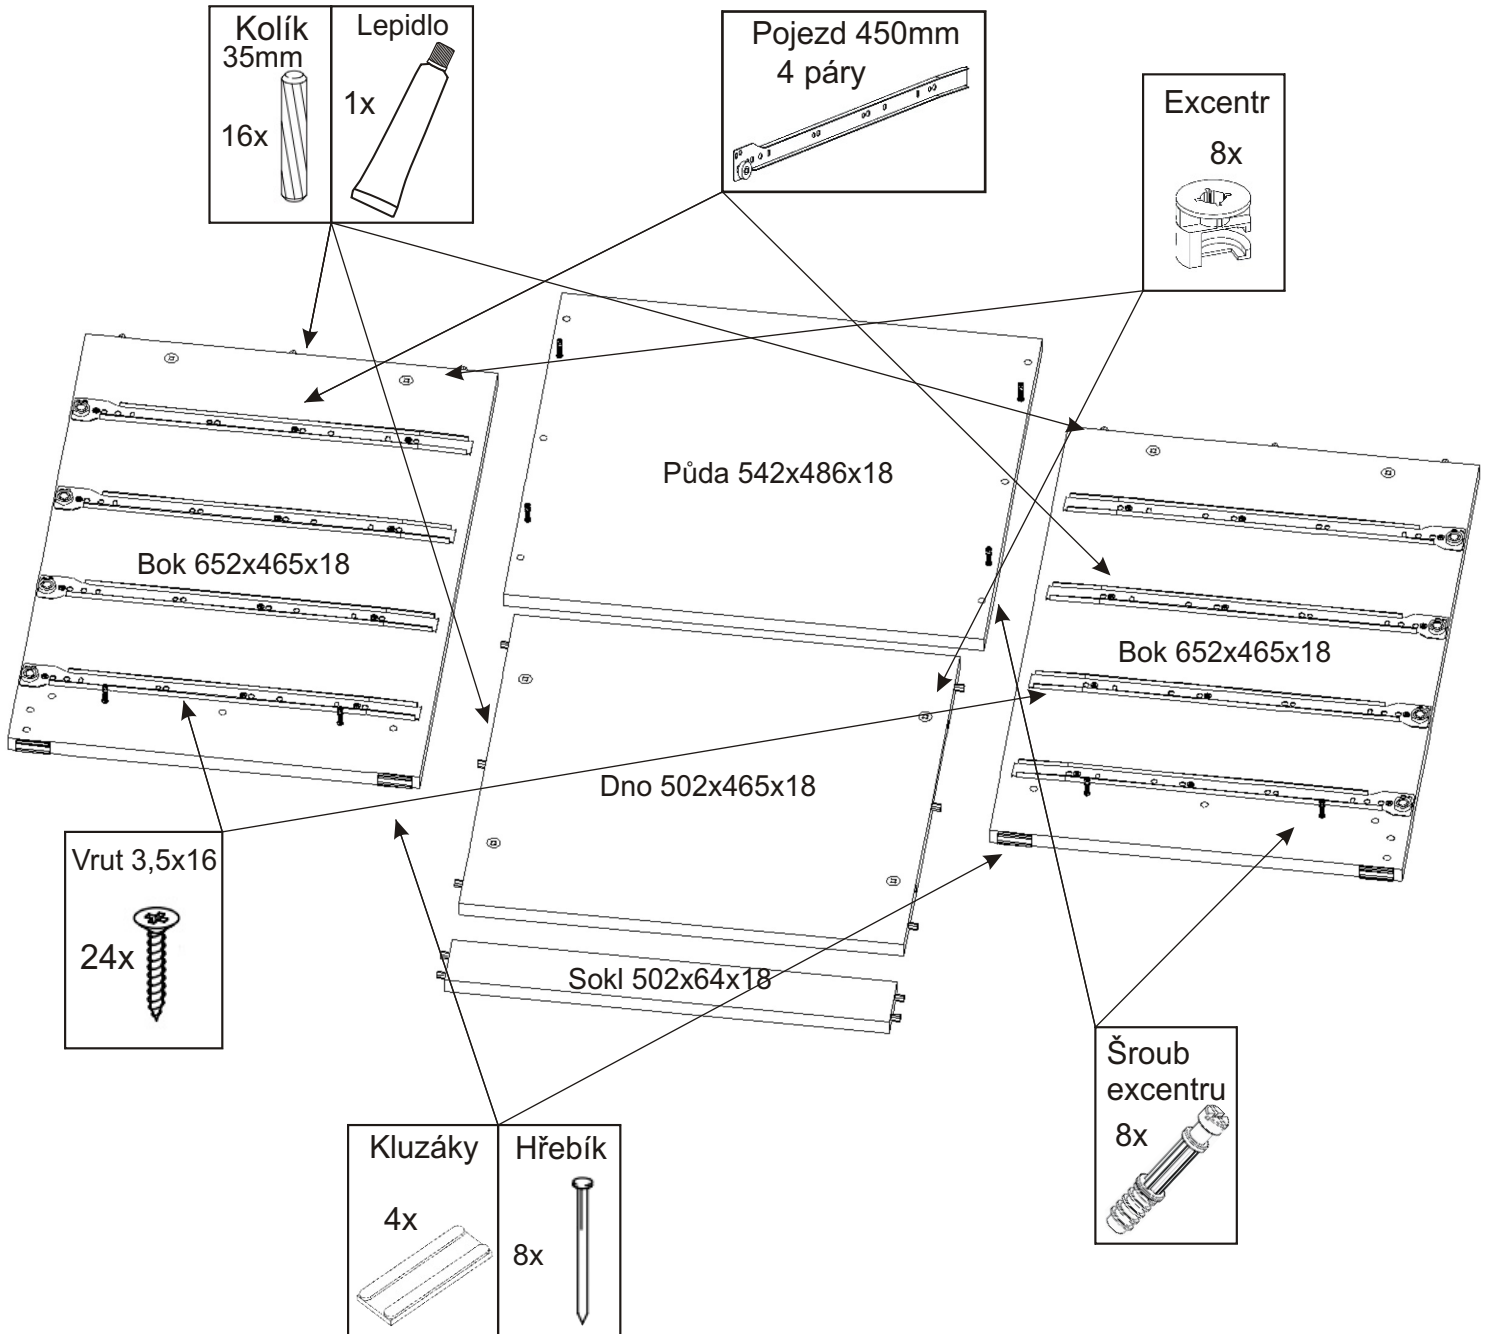 Kolík
35mm
16x
Lepidlo
1x
Pojezd 450mm
4 páry
Excentr
8x
Půda 542x486x18
Bok 652x465x18
Bok 652x465x18
Dno 502x465x18
Sokl 502x64x18
Vrut 3,5x16
24x
Šroub
excentru
8x
Kluzáky
4x
Hřebík
8x